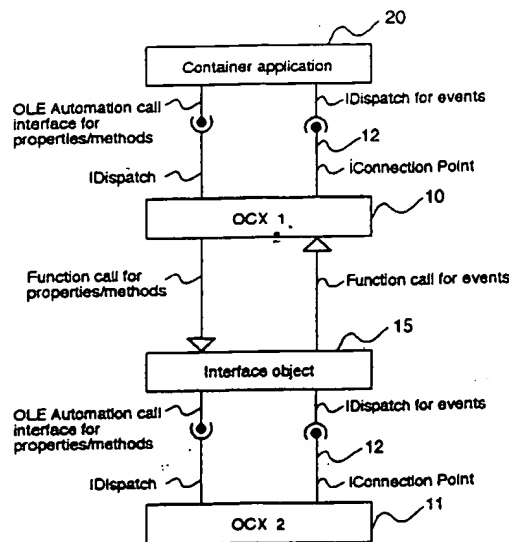 20
Container application
OLE Automation call
interface for
properties/methods
IDispatch for events
12
IDispatch
iConnection Point
10
OCX 1
Function call for
properties/methods
Function call for events
15
Interface object
OLE Automation call
interface for
properties/methods
IDispatch for events
12
IDispatch
IConnection Point
OCX 2
11